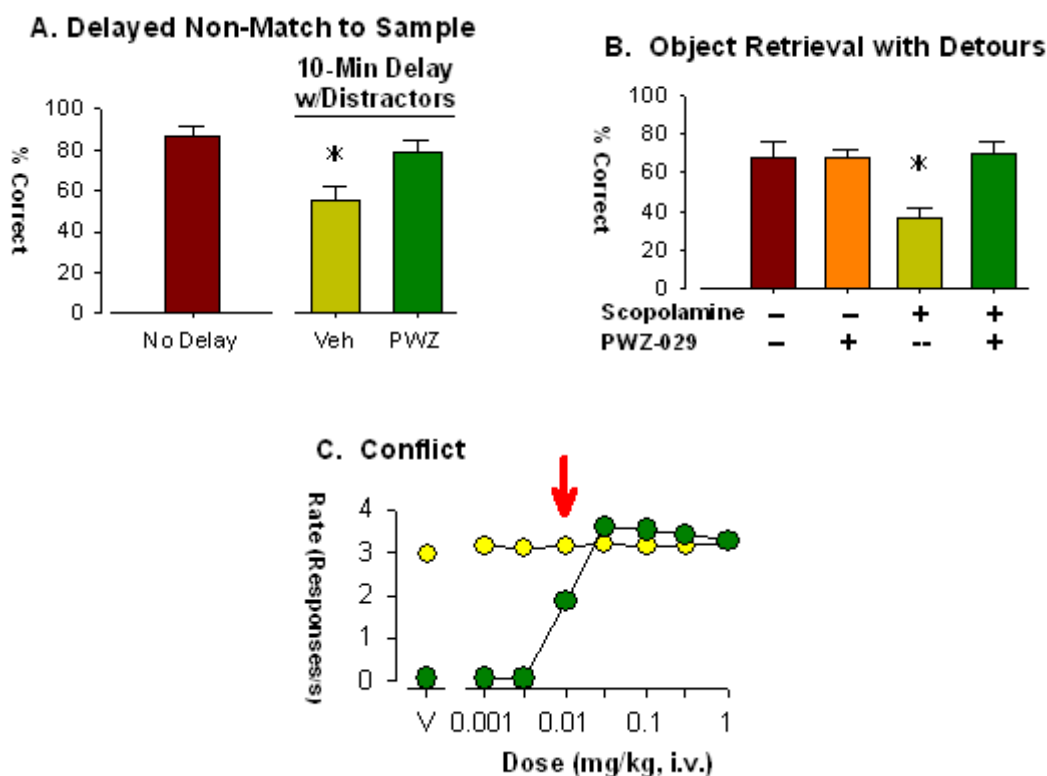 A. Delayed Non-Match to Sample
10-Min Delay
w/Distractors
% Correct
100
80
60
40
20
0
*
No Delay Veh PWZ
B. Object Retrieval with Detours
% Correct
100
80
60
40
20
0
*
Scopolamine – – + +
PWZ-029 – + -- +
C. Conflict
Rate (Responses/s)
4
3
2
1
0
V 0.001 0.01 0.1 1
Dose (mg/kg, i.v.)